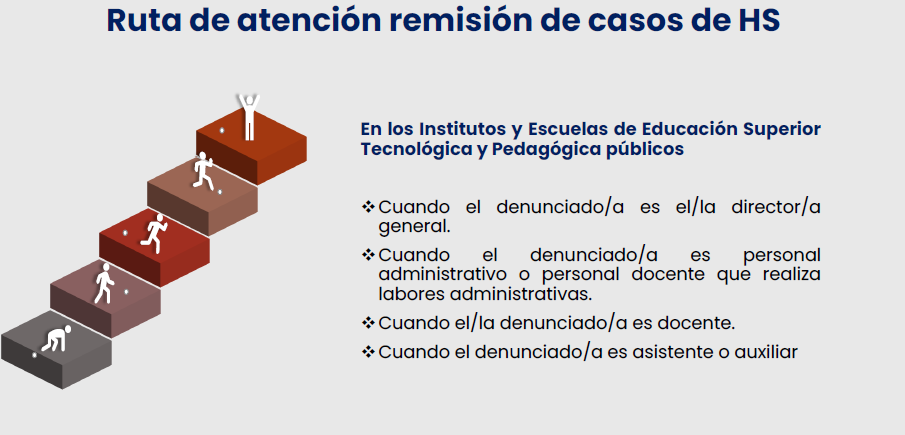 Ruta de atención remisión de casos de HS
En los Institutos y Escuelas de Educación Superior
Tecnológica y Pedagógica públicos
❖ Cuando el denunciado/a es el/la director/a
general.
❖ Cuando el denunciado/a es personal
administrativo o personal docente que realiza
labores administrativas.
❖ Cuando el/la denunciado/a es docente.
❖ Cuando el denunciado/a es asistente o auxiliar